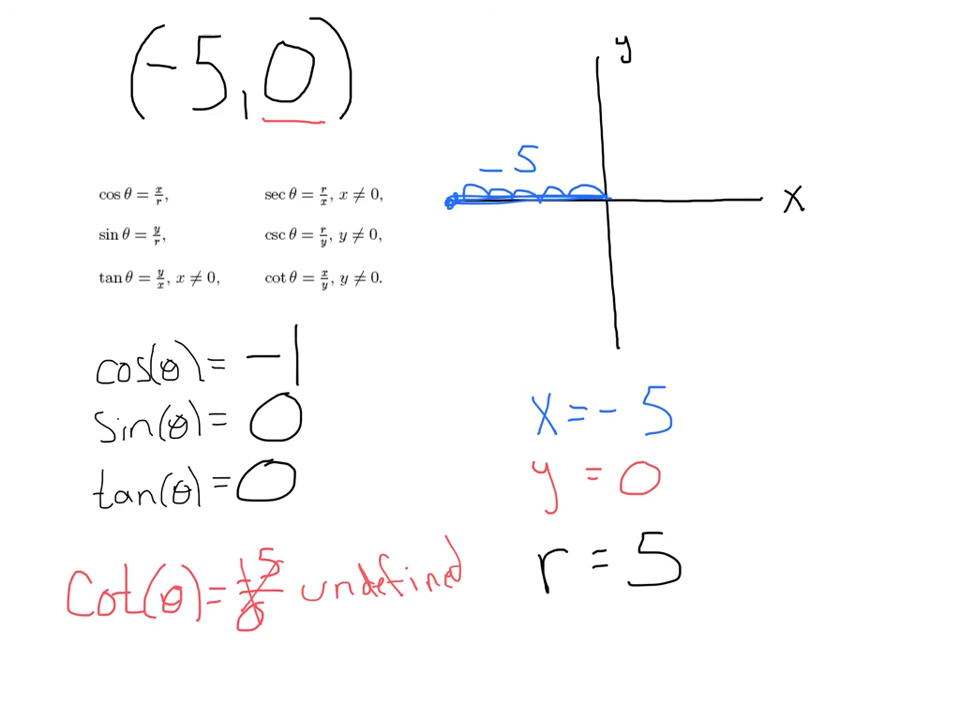 (-5,0)
y
-5
x
cos θ = x/r,
sec θ = r/x, x ≠ 0,
sin θ = y/r,
csc θ = r/y, y ≠ 0,
tan θ = y/x, x ≠ 0,
cot θ = x/y, y ≠ 0.
cos(θ) = -1
sin(θ) = 0
tan(θ) = 0
Cot(θ) = -5/0 undefined
x = -5
y = 0
r = 5